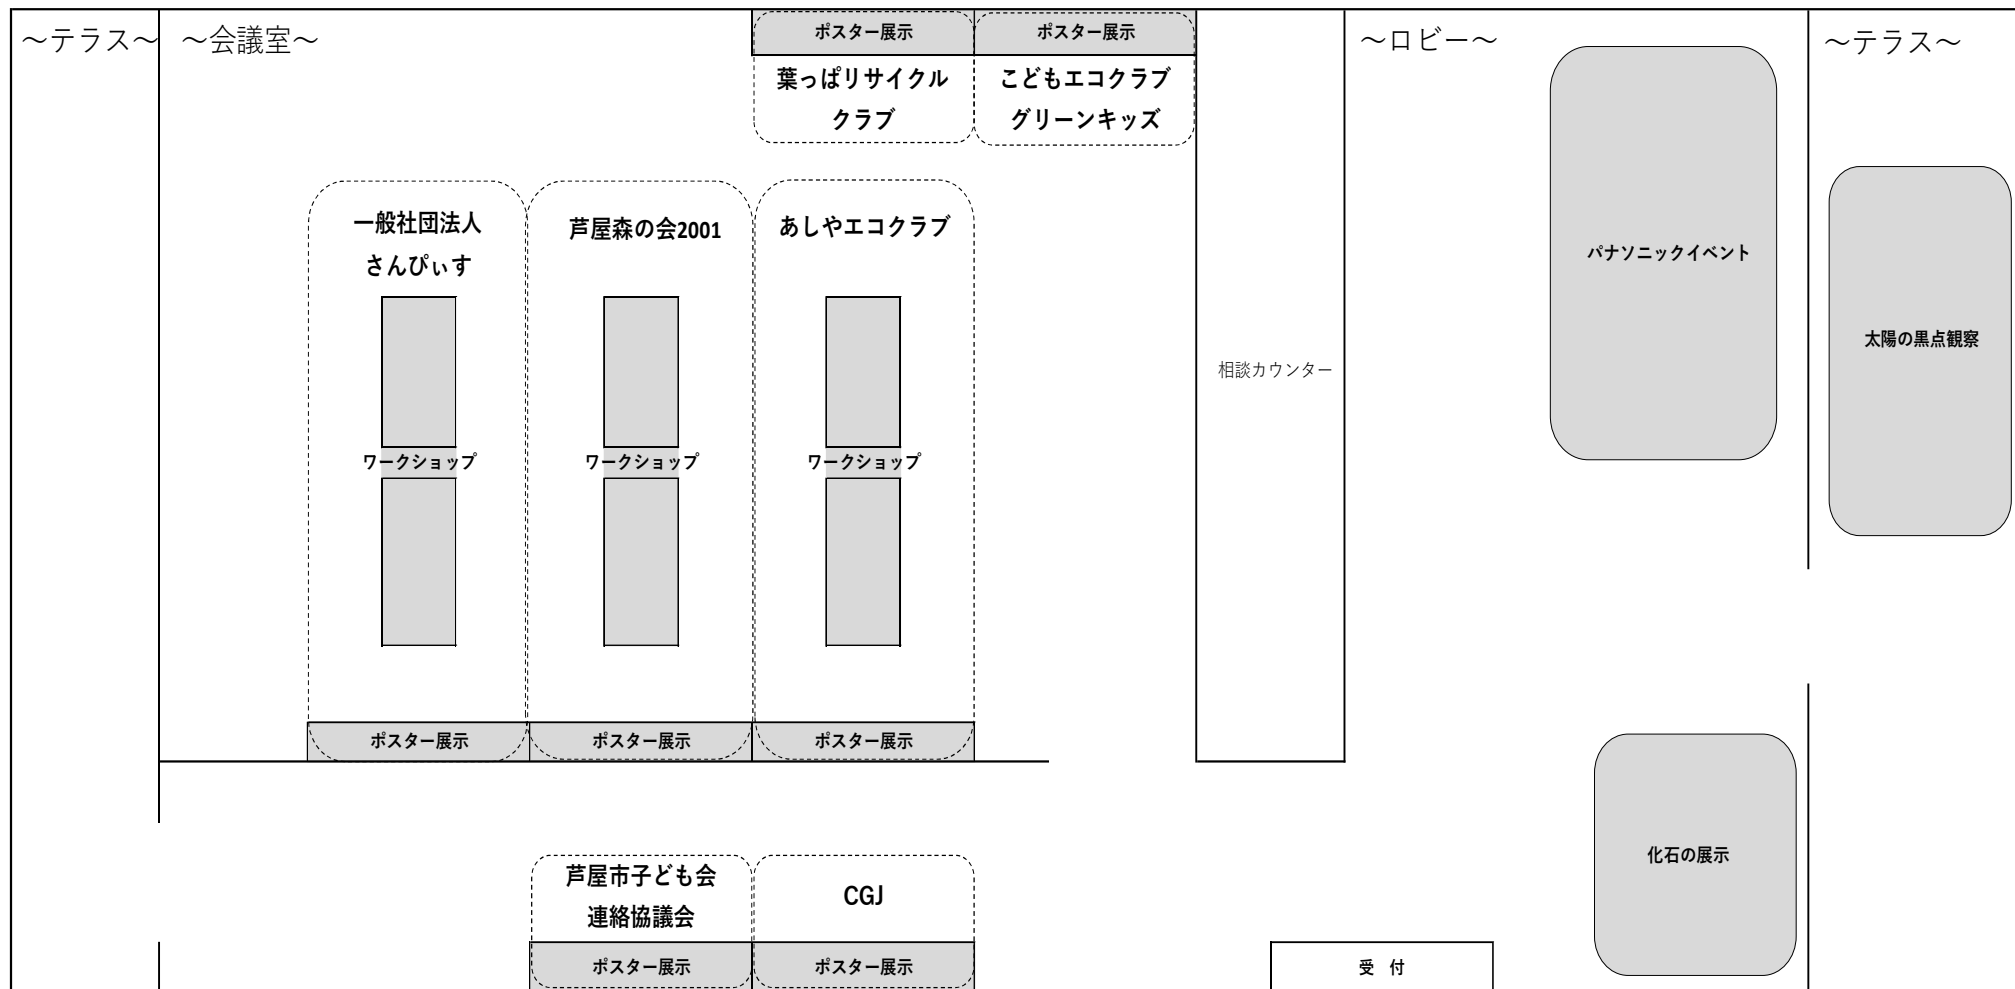 ～テラス～
～会議室～
ポスター展示
ポスター展示
～ロビー～
～テラス～
葉っぱリサイクル
クラブ
こどもエコクラブ
グリーンキッズ
一般社団法人
さんぴぃす
芦屋森の会2001
あしやエコクラブ
パナソニックイベント
太陽の黒点観察
相談カウンター
ワークショップ
ワークショップ
ワークショップ
ポスター展示
ポスター展示
ポスター展示
化石の展示
芦屋市子ども会
連絡協議会
CGJ
ポスター展示
ポスター展示
受　付